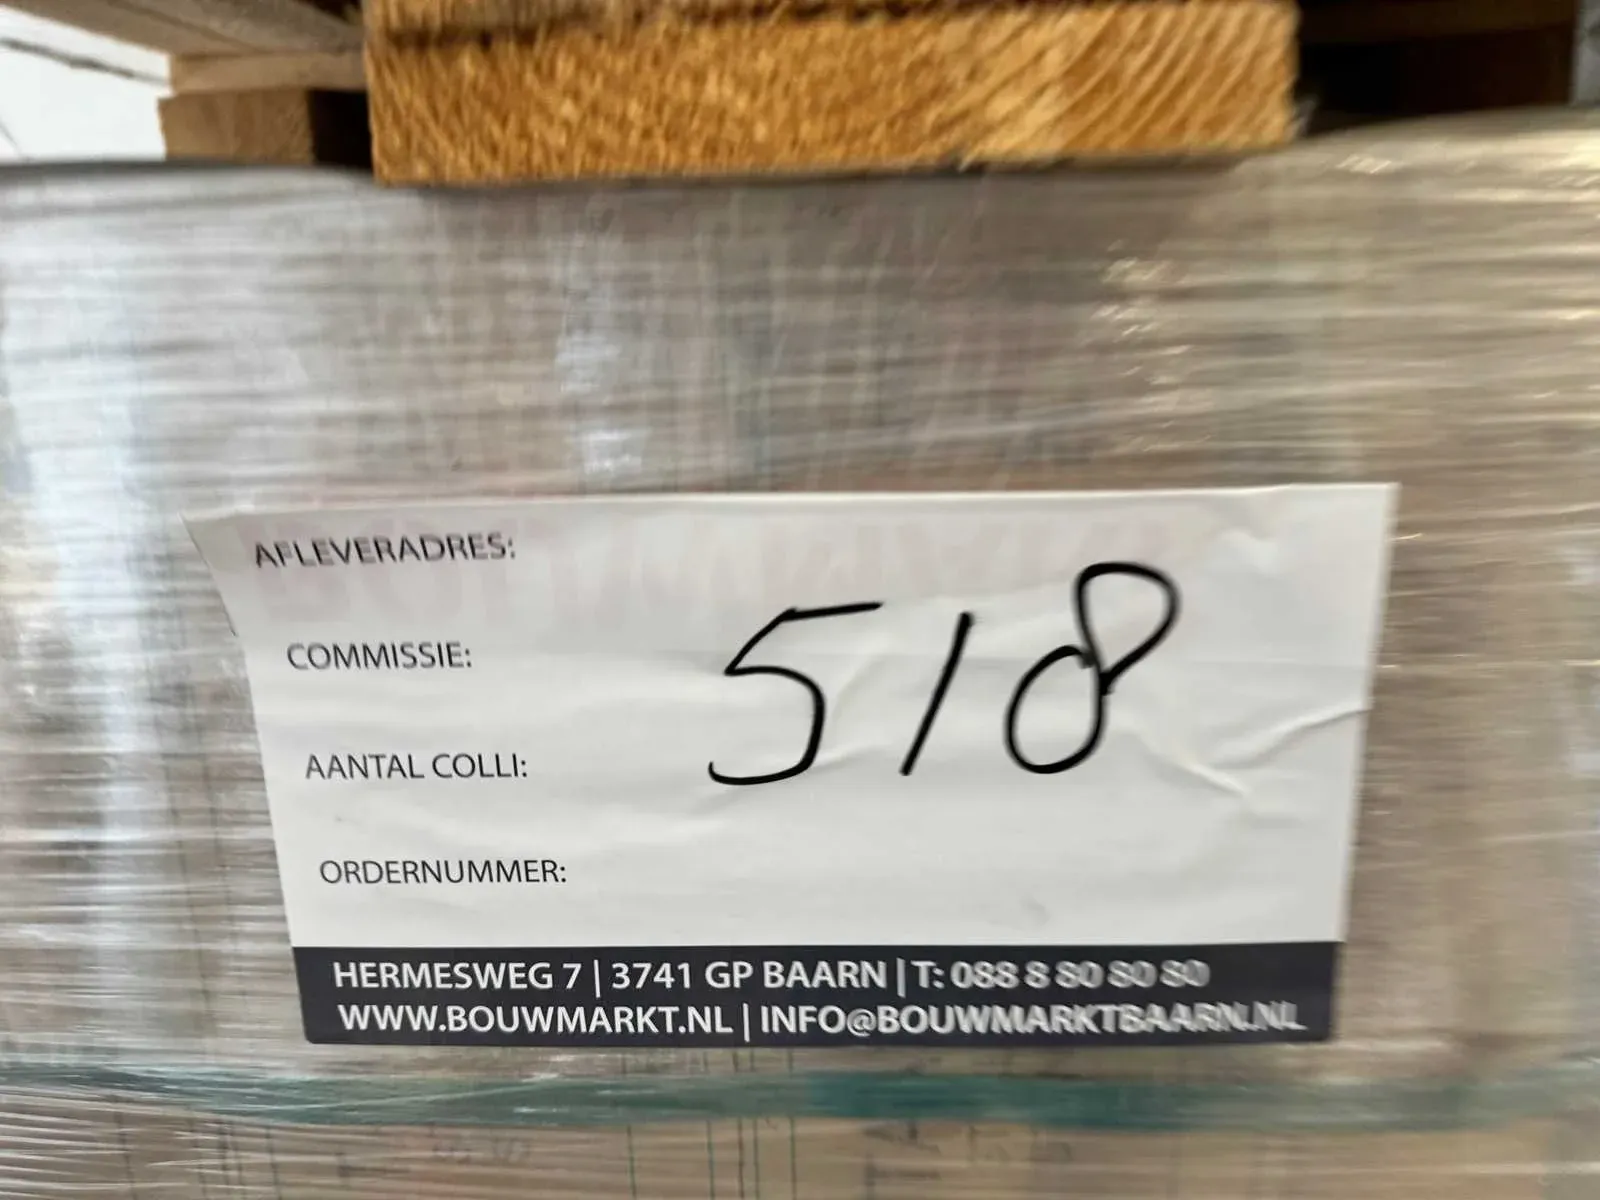 AFLEVERADRES:
COMMISSIE:
518
AANTAL COLLI:
ORDERNUMMER:
HERMESWEG 7 | 3741 GP BAARN | T: 088 8 80 80 80
WWW.BOUWMARKT.NL | INFO@BOUWMARKTBAARN.NL